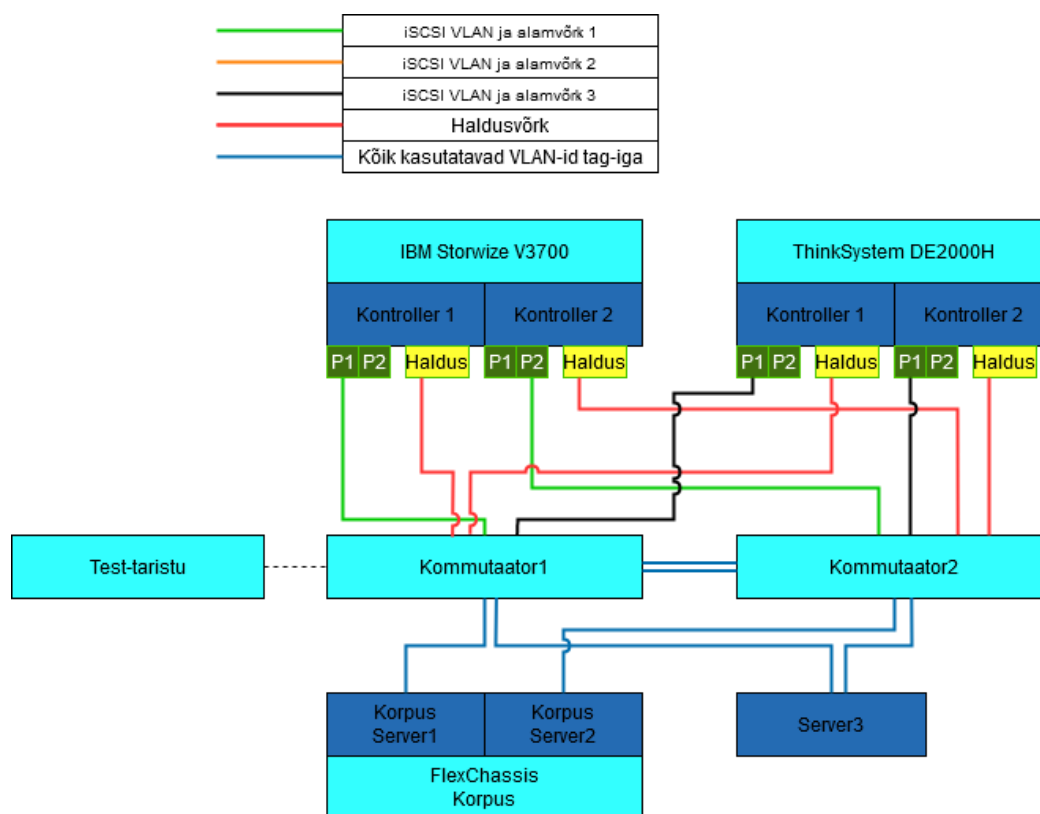 iSCSI VLAN ja alamvõrk 1
iSCSI VLAN ja alamvõrk 2
iSCSI VLAN ja alamvõrk 3
Haldusvõrk
Kõik kasutatavad VLAN-id tag-iga
IBM Storwize V3700
ThinkSystem DE2000H
Kontroller 1
Kontroller 2
Kontroller 1
Kontroller 2
P1
P2
Haldus
P1
P2
Haldus
P1
P2
Haldus
P1
P2
Haldus
Test-taristu
Kommutaator1
Kommutaator2
Korpus
Server1
Korpus
Server2
Server3
FlexChassis
Korpus